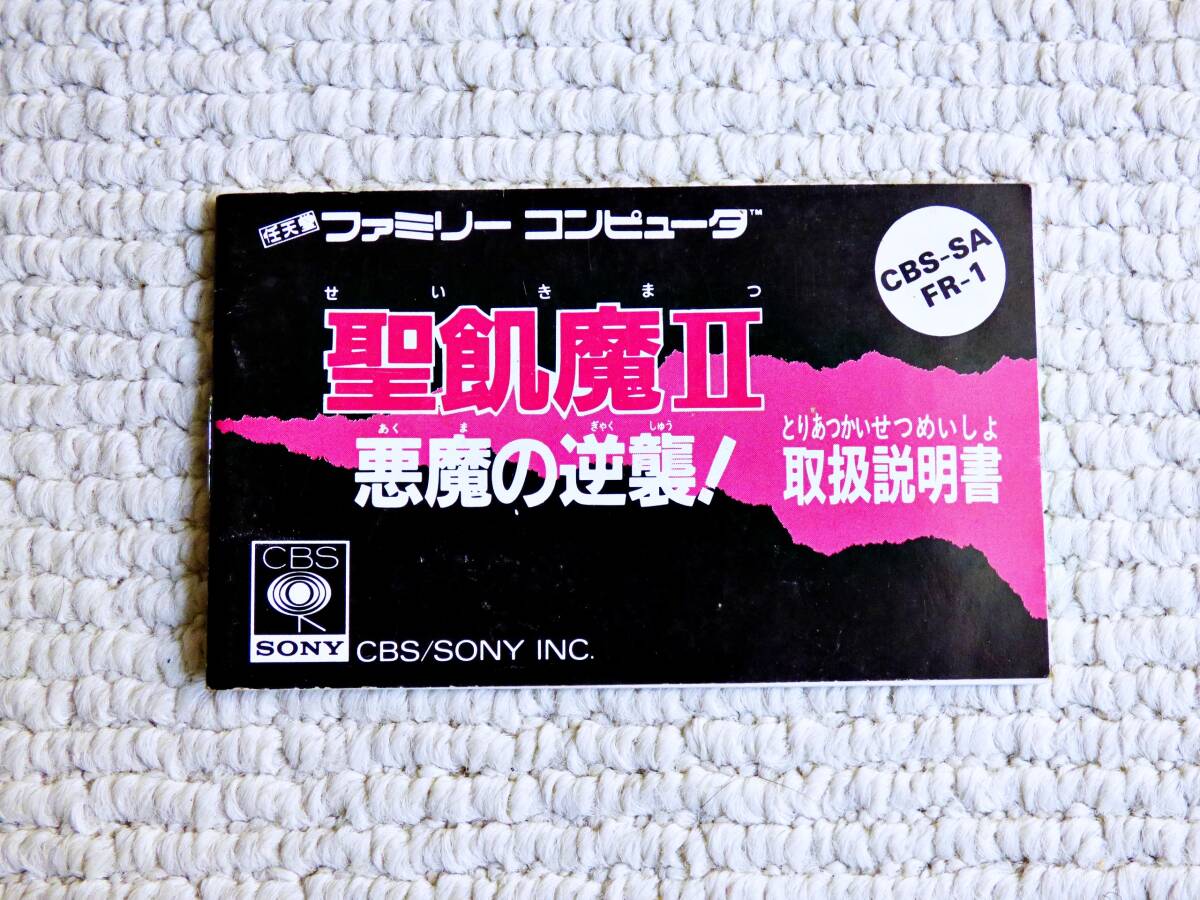 任天堂 ファミリー コンピュータ™
CBS-SA
FR-1
せいきまつ
聖飢魔II
あくま ぎゃくしゅう
悪魔の逆襲!
とりあつかいせつめいしょ
取扱説明書
CBS
SONY
CBS/SONY INC.